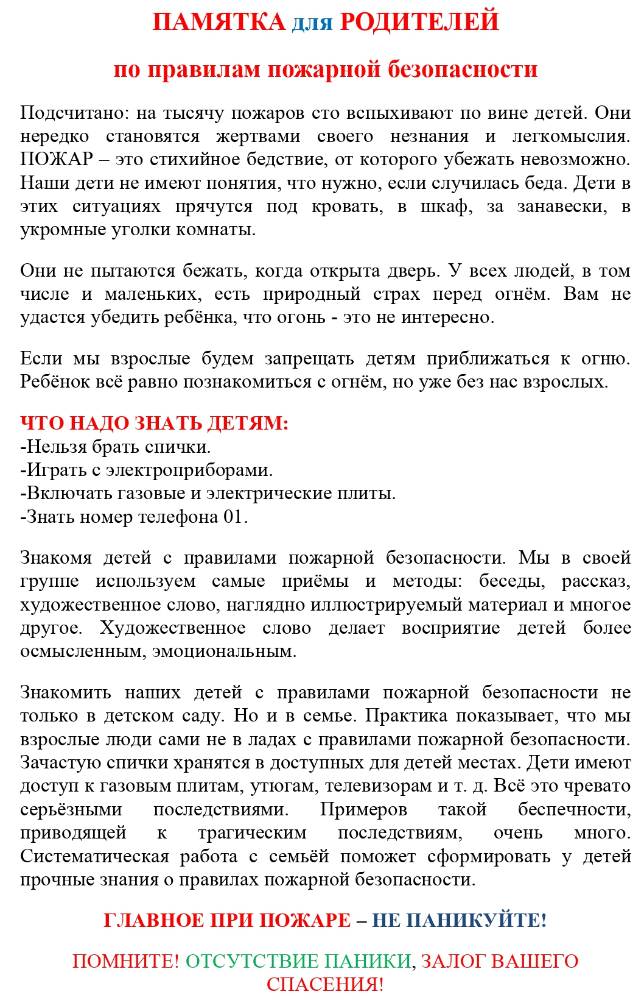 ПАМЯТКА для РОДИТЕЛЕЙ
по правилам пожарной безопасности
Подсчитано: на тысячу пожаров сто вспыхивают по вине детей. Они
нередко становятся жертвами своего незнания и легкомыслия.
ПОЖАР – это стихийное бедствие, от которого убежать невозможно.
Наши дети не имеют понятия, что нужно, если случилась беда. Дети в
этих ситуациях прячутся под кровать, в шкаф, за занавески, в
укромные уголки комнаты.
Они не пытаются бежать, когда открыта дверь. У всех людей, в том
числе и маленьких, есть природный страх перед огнём. Вам не
удастся убедить ребёнка, что огонь - это не интересно.
Если мы взрослые будем запрещать детям приближаться к огню.
Ребёнок всё равно познакомиться с огнём, но уже без нас взрослых.
ЧТО НАДО ЗНАТЬ ДЕТЯМ:
-Нельзя брать спички.
-Играть с электроприборами.
-Включать газовые и электрические плиты.
-Знать номер телефона 01.
Знакомя детей с правилами пожарной безопасности. Мы в своей
группе используем самые приёмы и методы: беседы, рассказ,
художественное слово, наглядно иллюстрируемый материал и многое
другое. Художественное слово делает восприятие детей более
осмысленным, эмоциональным.
Знакомить наших детей с правилами пожарной безопасности не
только в детском саду. Но и в семье. Практика показывает, что мы
взрослые люди сами не в ладах с правилами пожарной безопасности.
Зачастую спички хранятся в доступных для детей местах. Дети имеют
доступ к газовым плитам, утюгам, телевизорам и т. д. Всё это чревато
серьёзными последствиями. Примеров такой беспечности,
приводящей к трагическим последствиям, очень много.
Систематическая работа с семьёй поможет сформировать у детей
прочные знания о правилах пожарной безопасности.
ГЛАВНОЕ ПРИ ПОЖАРЕ – НЕ ПАНИКУЙТЕ!
ПОМНИТЕ! ОТСУТСТВИЕ ПАНИКИ, ЗАЛОГ ВАШЕГО
СПАСЕНИЯ!